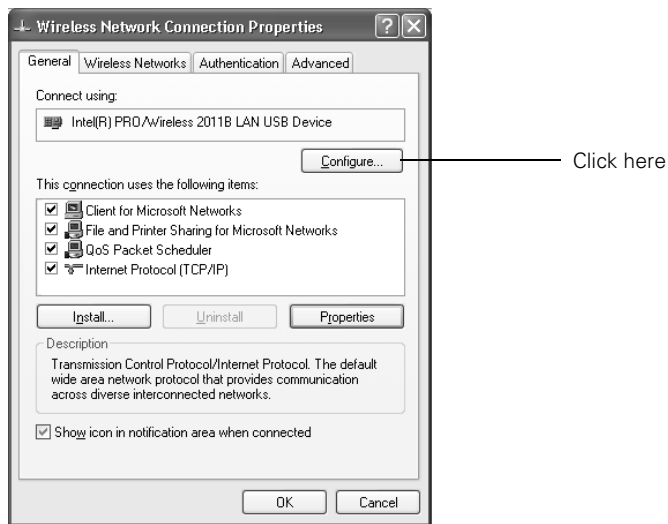 Wireless Network Connection Properties
General Wireless Networks Authentication Advanced
Connect using:
Intel(R) PRO/Wireless 2011B LAN USB Device
Configure...
Click here
This connection uses the following items:
Client for Microsoft Networks
File and Printer Sharing for Microsoft Networks
QoS Packet Scheduler
Internet Protocol (TCP/IP)
Install... Uninstall Properties
Description
Transmission Control Protocol/Internet Protocol. The default
wide area network protocol that provides communication
across diverse interconnected networks.
Show icon in notification area when connected
OK Cancel